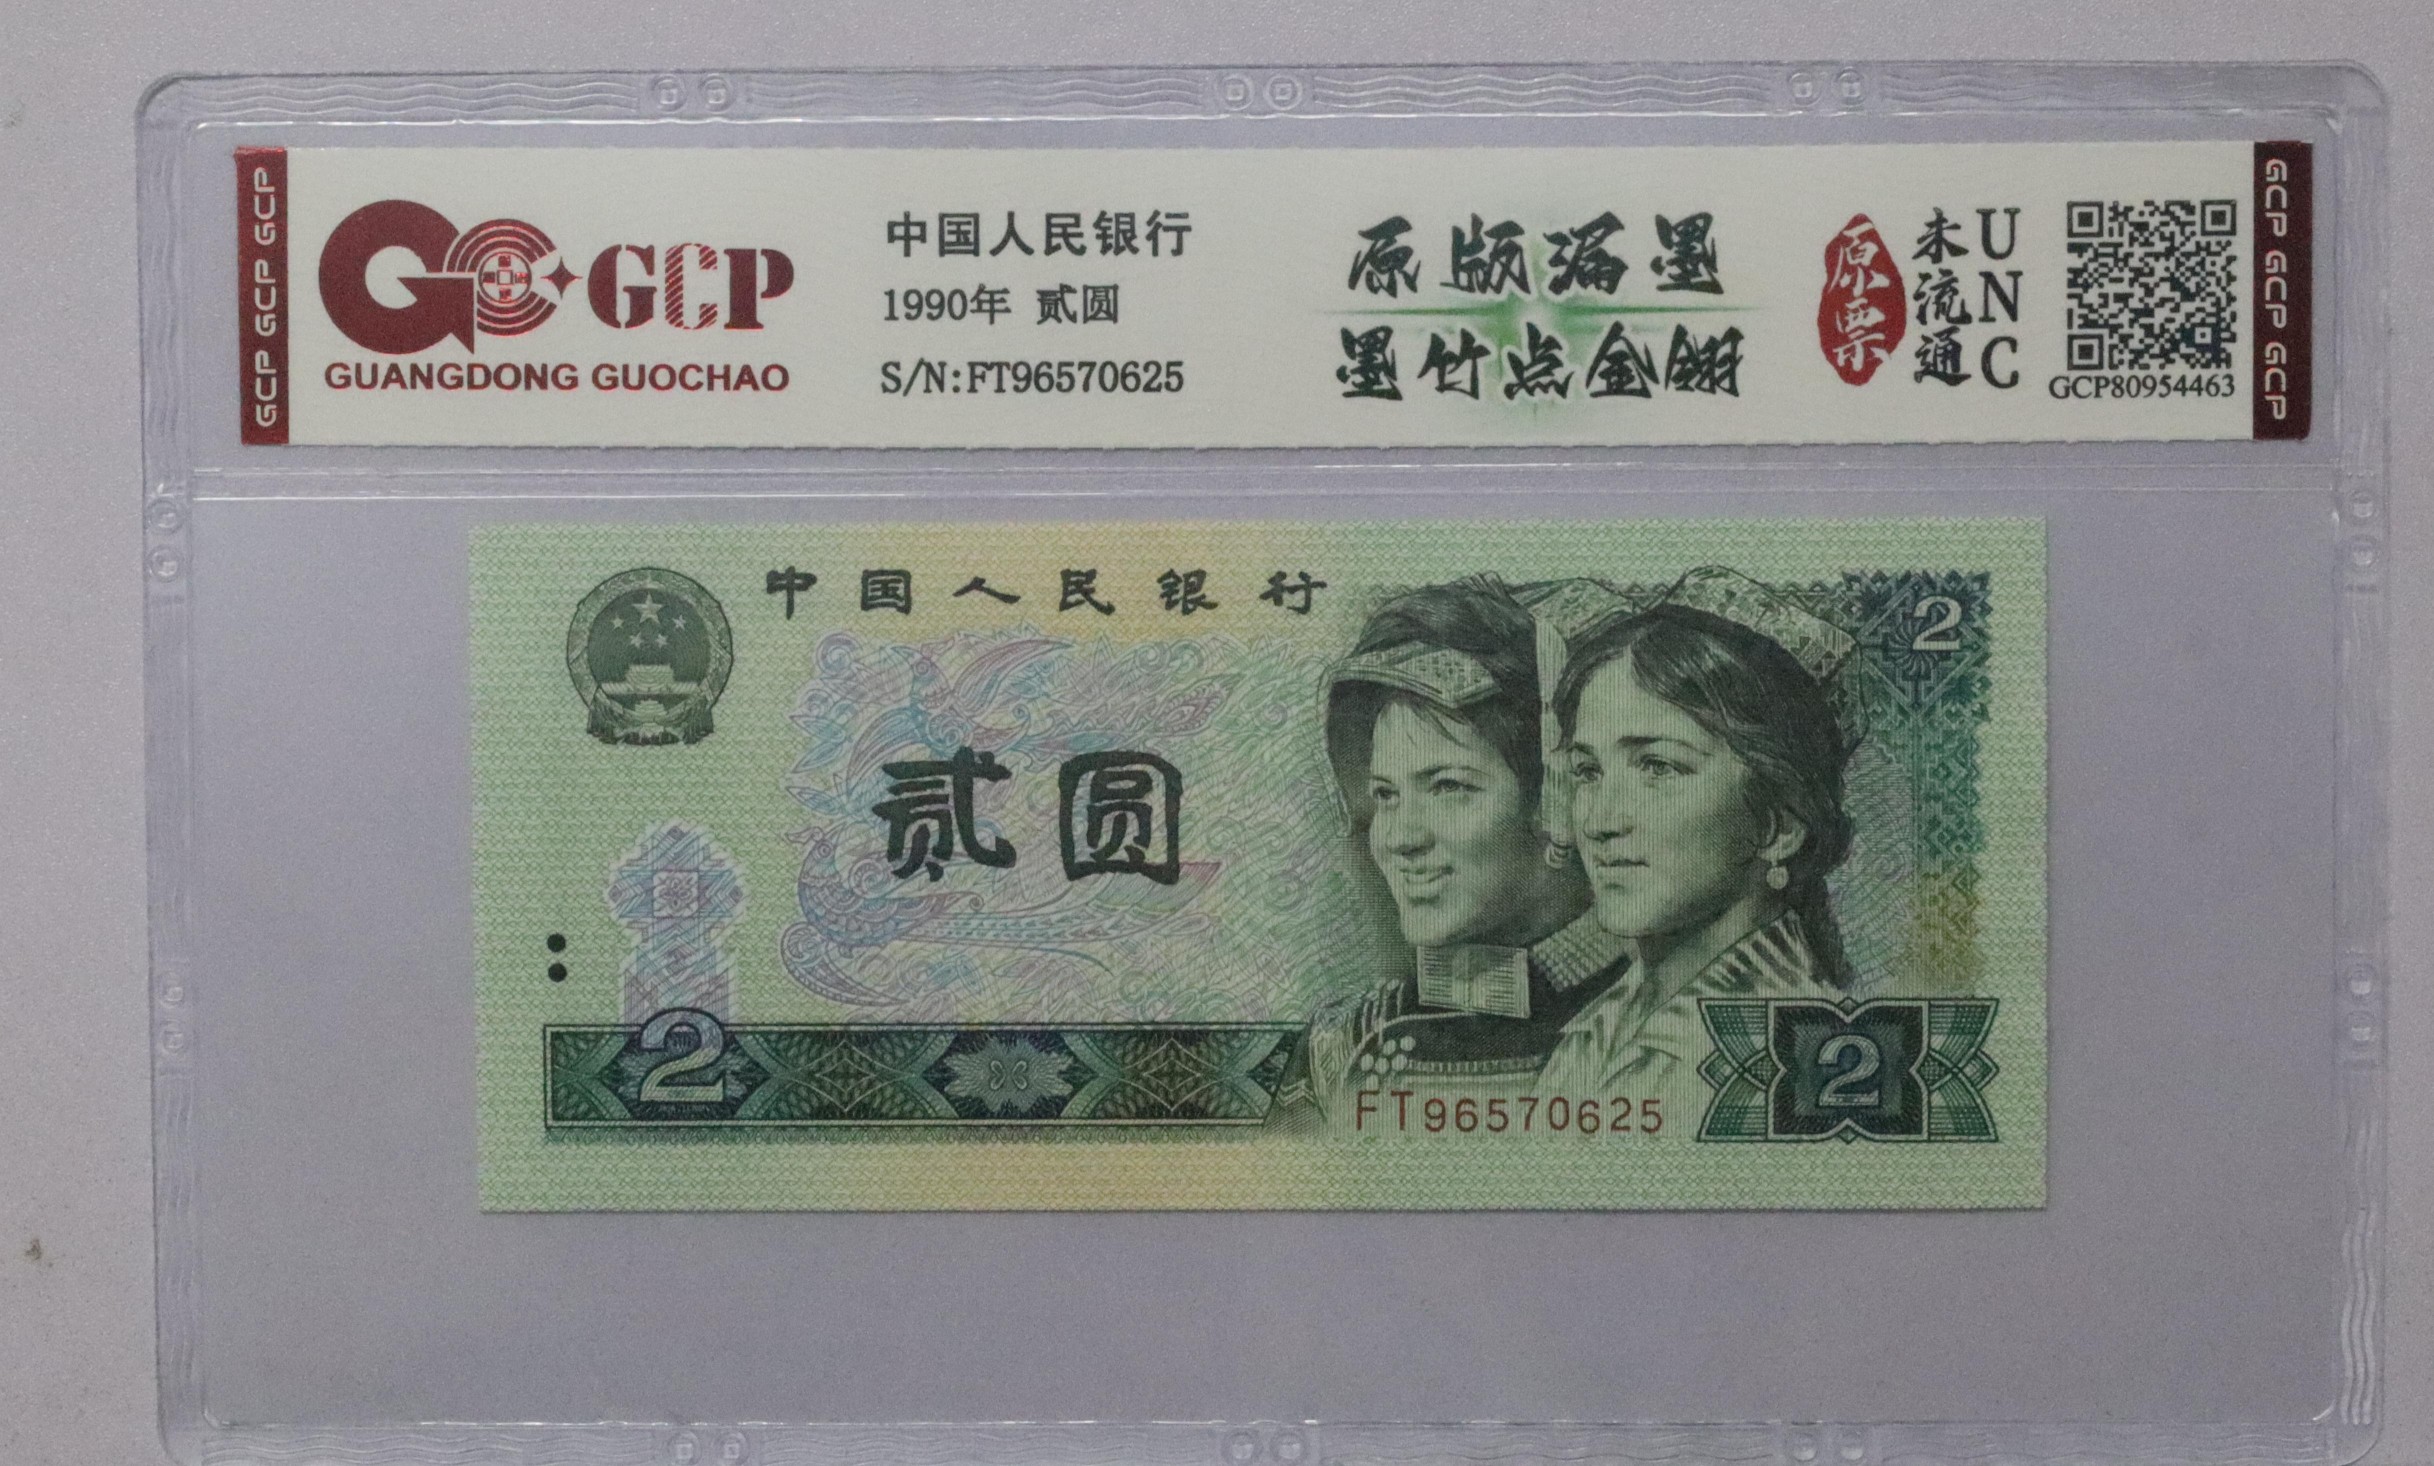 GCP GCP GCP
GCP
GUANGDONG GUOCHAO
中国人民银行
1990年 贰圆
S/N:FT96570625
原版漏墨
墨竹点金翎
原票
未流通
UNC
GCP80954463
GCP GCP GCP
中国人民银行
2
贰圆
2
FT96570625
2